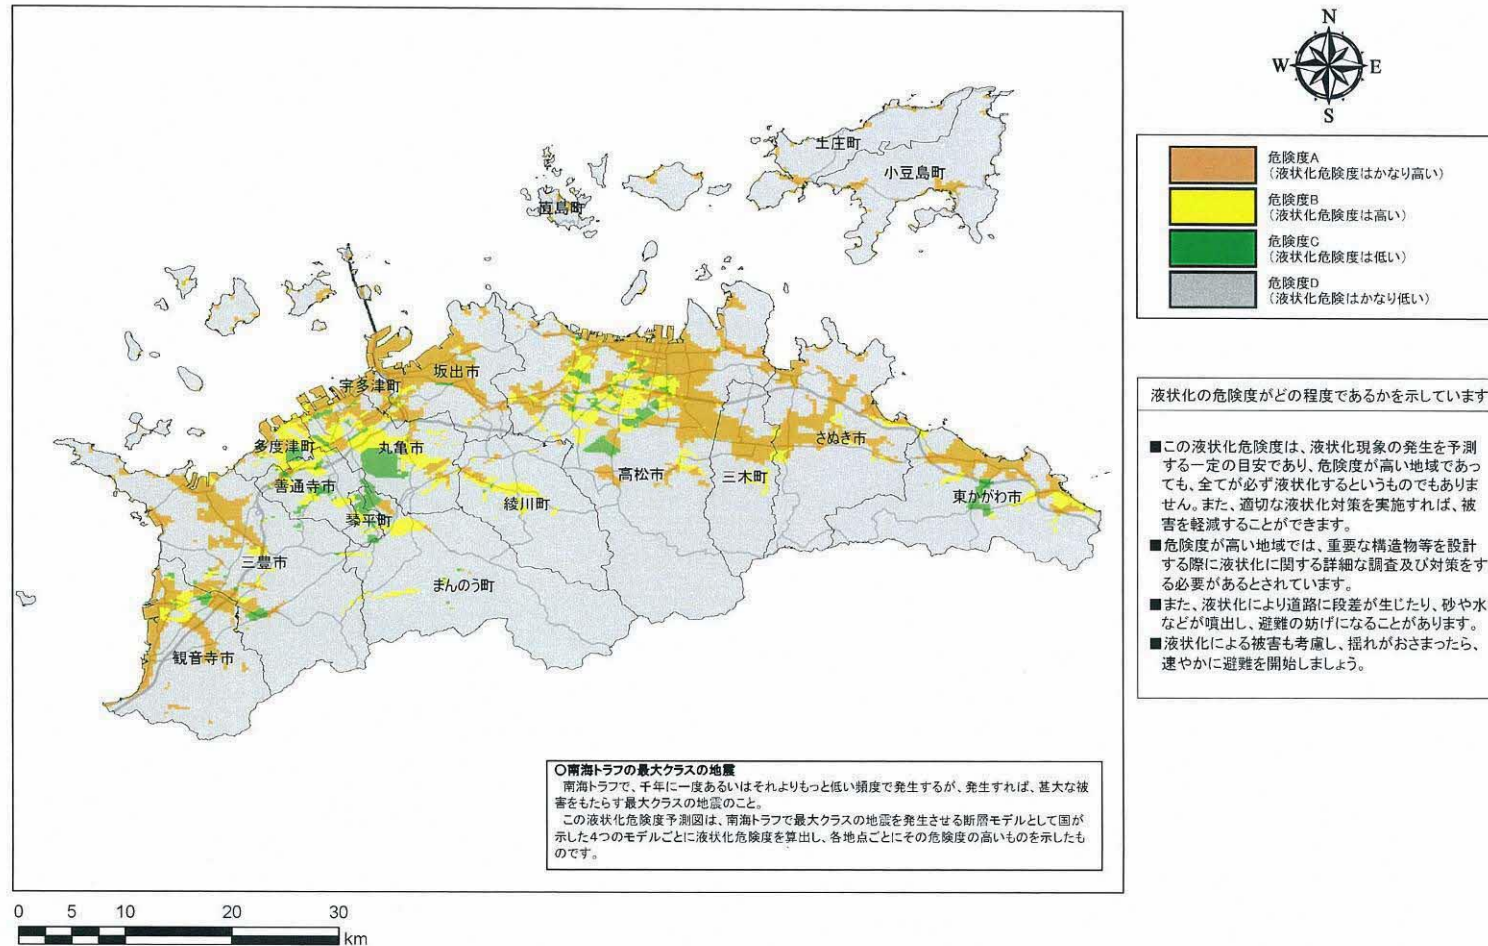 N
W
E
S
危険度A
（液状化危険度はかなり高い）
危険度B
（液状化危険度は高い）
危険度C
（液状化危険度は低い）
危険度D
（液状化危険はかなり低い）
液状化の危険度がどの程度であるかを示しています
■この液状化危険度は、液状化現象の発生を予測
する一定の目安であり、危険度が高い地域であっ
ても、全てが必ず液状化するというものでもありま
せん。また、適切な液状化対策を実施すれば、被
害を軽減することができます。
■危険度が高い地域では、重要な構造物等を設計
する際に液状化に関する詳細な調査及び対策をす
る必要があるとされています。
■また、液状化により道路に段差が生じたり、砂や水
などが噴出し、避難の妨げになることがあります。
■液状化による被害も考慮し、揺れがおさまったら、
速やかに避難を開始しましょう。
土庄町
小豆島町
直島町
坂出市
宇多津町
多度津町
丸亀市
さぬき市
善通寺市
高松市
三木町
綾川町
東かがわ市
琴平町
三豊市
まんのう町
観音寺市
○南海トラフの最大クラスの地震
南海トラフで、千年に一度あるいはそれよりもっと低い頻度で発生するが、発生すれば、甚大な被
害をもたらす最大クラスの地震のこと。
この液状化危険度予測図は、南海トラフで最大クラスの地震を発生させる断層モデルとして国が
示した4つのモデルごとに液状化危険度を算出し、各地点ごとにその危険度の高いものを示したも
のです。
0 5 10 20 30
km